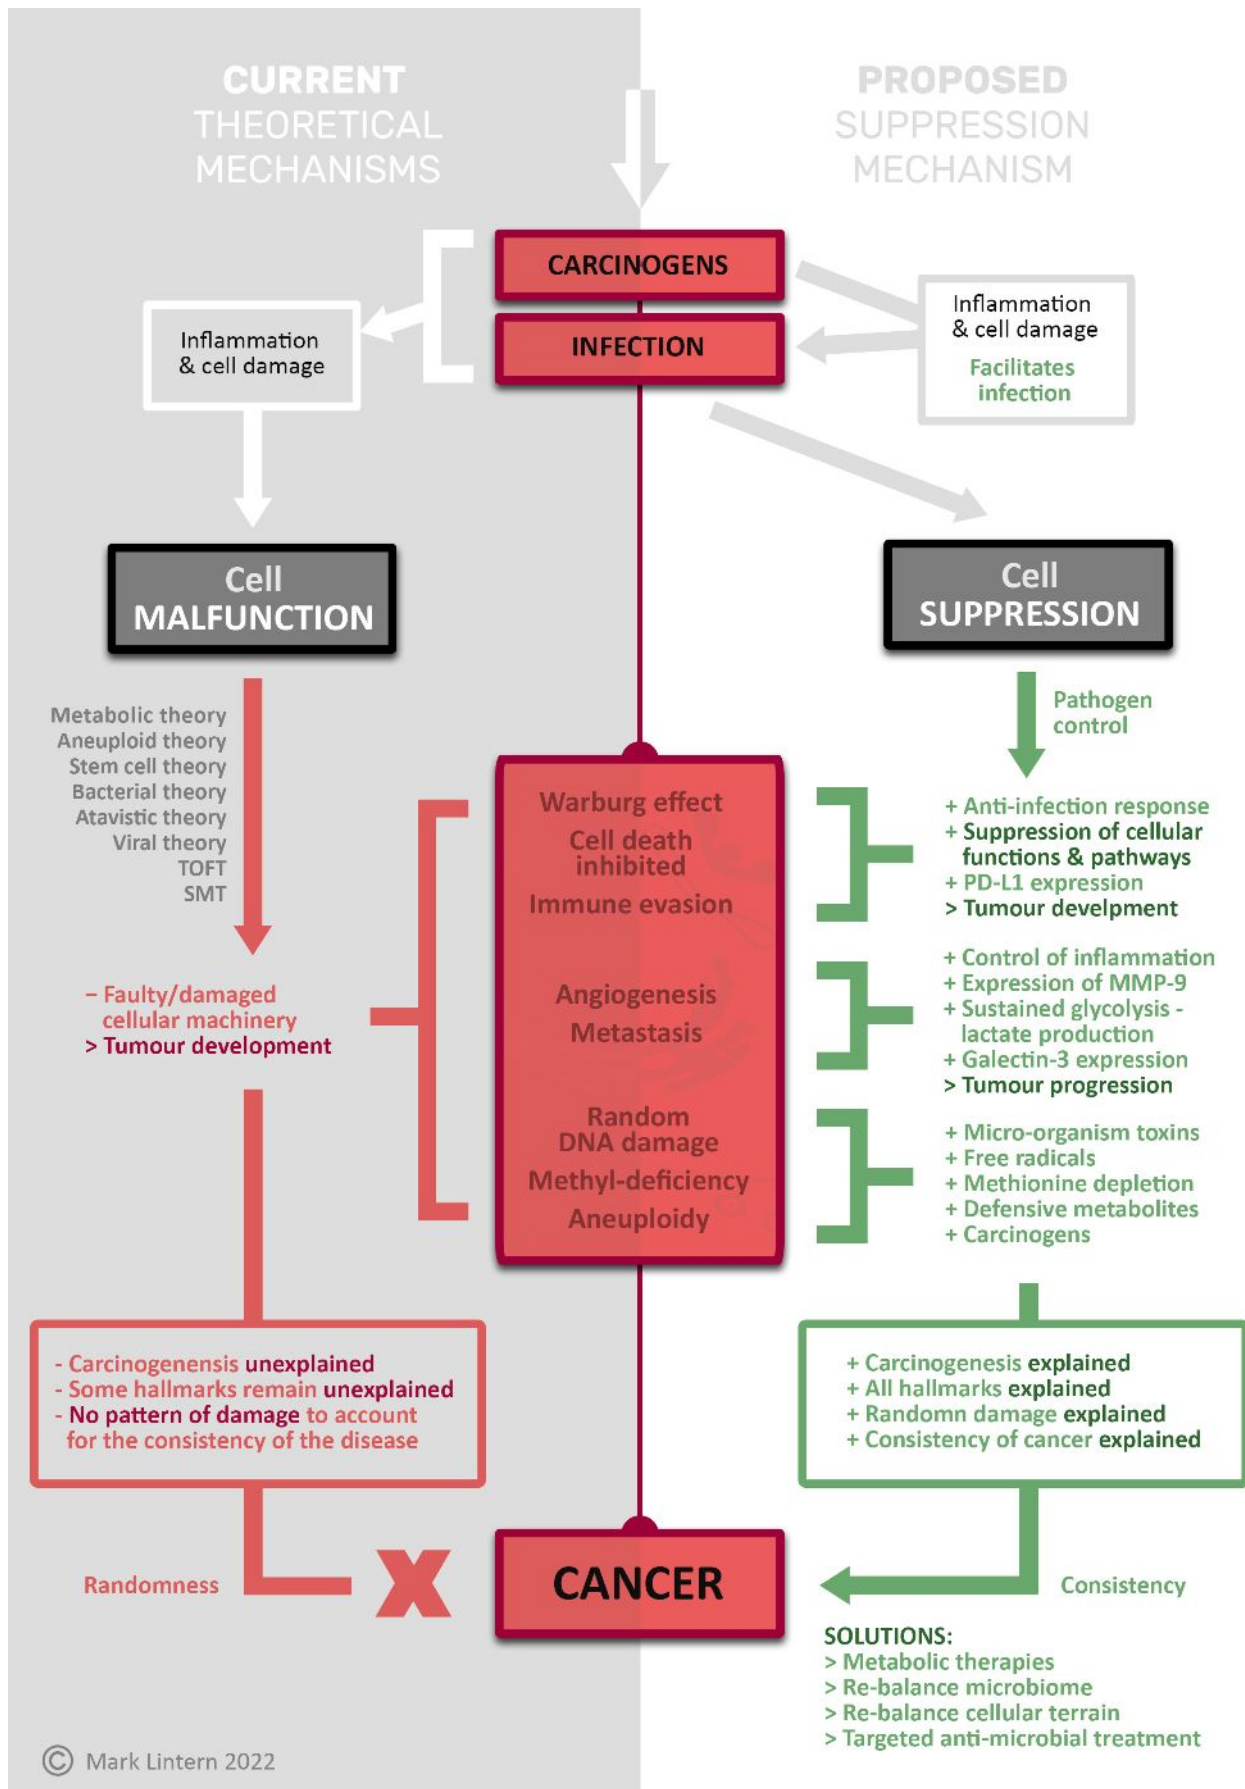 CURRENT
THEORETICAL
MECHANISMS
PROPOSED
SUPPRESSION
MECHANISM
CARCINOGENS
INFECTION
Inflammation
& cell damage
Inflammation
& cell damage
Facilitates
infection
Cell
MALFUNCTION
Cell
SUPPRESSION
Metabolic theory
Aneuploid theory
Stem cell theory
Bacterial theory
Atavistic theory
Viral theory
TOFT
SMT
Pathogen
control
– Faulty/damaged
cellular machinery
> Tumour development
Warburg effect
Cell death
inhibited
Immune evasion
Angiogenesis
Metastasis
Random
DNA damage
Methyl-deficiency
Aneuploidy
+ Anti-infection response
+ Suppression of cellular
functions & pathways
+ PD-L1 expression
> Tumour develpment
+ Control of inflammation
+ Expression of MMP-9
+ Sustained glycolysis -
lactate production
+ Galectin-3 expression
> Tumour progression
+ Micro-organism toxins
+ Free radicals
+ Methionine depletion
+ Defensive metabolites
+ Carcinogens
- Carcinogenensis unexplained
- Some hallmarks remain unexplained
- No pattern of damage to account
for the consistency of the disease
+ Carcinogenesis explained
+ All hallmarks explained
+ Randomn damage explained
+ Consistency of cancer explained
Randomness
X
CANCER
Consistency
SOLUTIONS:
> Metabolic therapies
> Re-balance microbiome
> Re-balance cellular terrain
> Targeted anti-microbial treatment
© Mark Lintern 2022